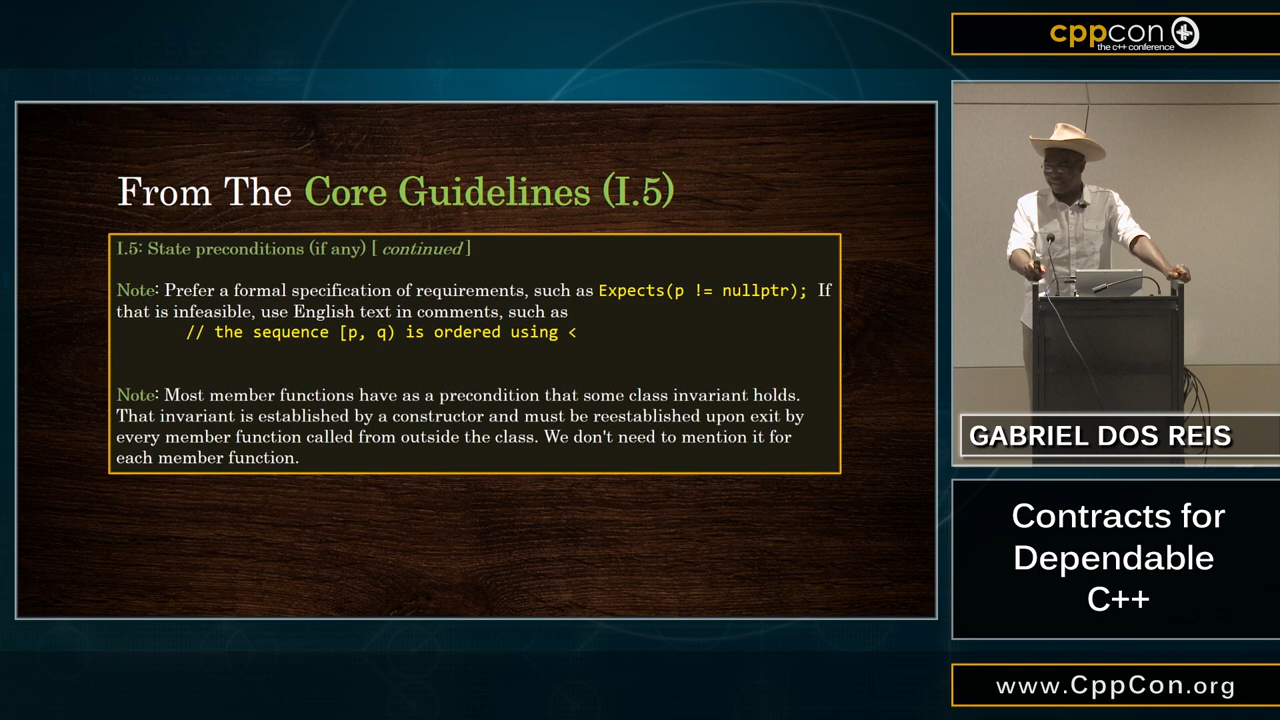 cppcon
the c++ conference
From The Core Guidelines (I.5)
I.5: State preconditions (if any) [ continued ]
Note: Prefer a formal specification of requirements, such as Expects(p != nullptr); If
that is infeasible, use English text in comments, such as
// the sequence [p, q) is ordered using <
Note: Most member functions have as a precondition that some class invariant holds.
That invariant is established by a constructor and must be reestablished upon exit by
every member function called from outside the class. We don't need to mention it for
each member function.
GABRIEL DOS REIS
Contracts for
Dependable
C++
www.CppCon.org